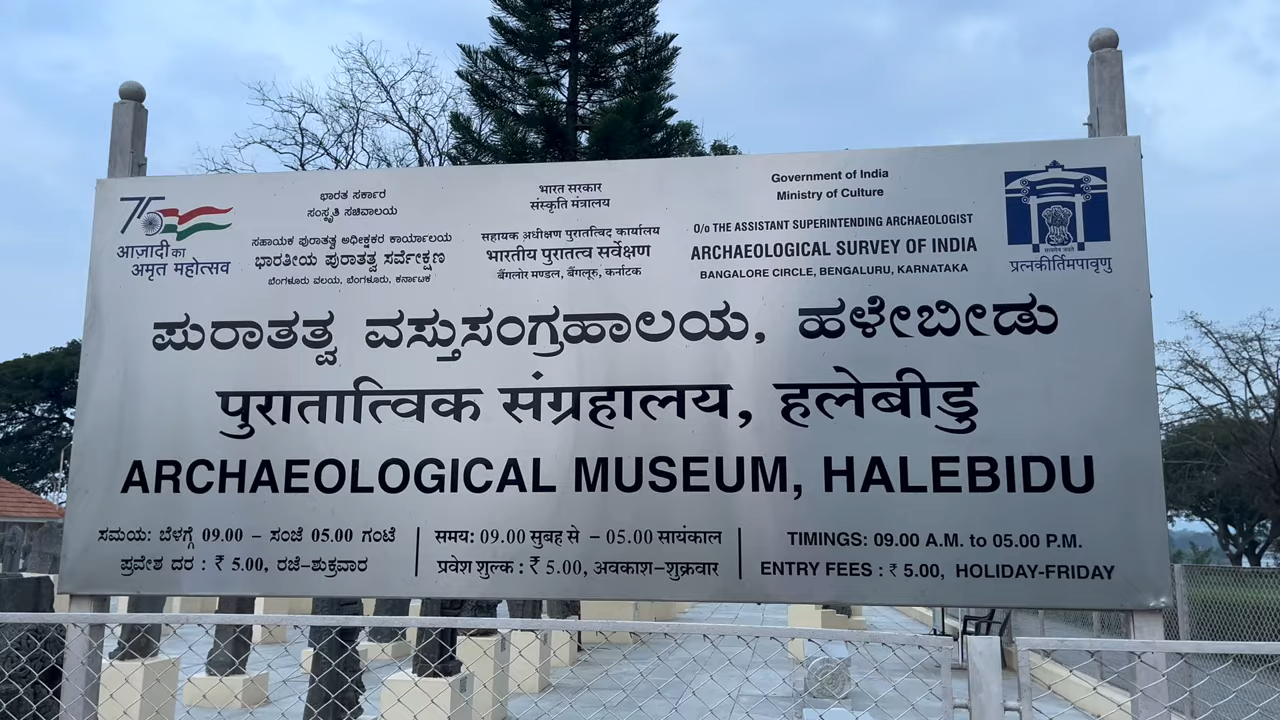 75
आज़ादी का
अमृत महोत्सव
ಭಾರತ ಸರ್ಕಾರ
ಸಂಸ್ಕೃತಿ ಸಚಿವಾಲಯ
ಸಹಾಯಕ ಪುರಾತತ್ವ ಅಧೀಕ್ಷಕರ ಕಾರ್ಯಾಲಯ
ಭಾರತೀಯ ಪುರಾತತ್ವ ಸರ್ವೇಕ್ಷಣ
ಬೆಂಗಳೂರು ವಲಯ, ಬೆಂಗಳೂರು, ಕರ್ನಾಟಕ
भारत सरकार
संस्कृति मंत्रालय
सहायक अधीक्षण पुरातत्विद कार्यालय
भारतीय पुरातत्व सर्वेक्षण
बैंगलोर मण्डल, बैंगलूरु, कर्नाटक
Government of India
Ministry of Culture
O/o THE ASSISTANT SUPERINTENDING ARCHAEOLOGIST
ARCHAEOLOGICAL SURVEY OF INDIA
BANGALORE CIRCLE, BENGALURU, KARNATAKA
सत्यमेव जयते
प्रत्नकीर्तिमपावृणु
ಪುರಾತತ್ವ ವಸ್ತುಸಂಗ್ರಹಾಲಯ, ಹಳೇಬೀಡು
पुरातात्विक संग्रहालय, हलेबीडु
ARCHAEOLOGICAL MUSEUM, HALEBIDU
ಸಮಯ: ಬೆಳಗ್ಗೆ 09.00 – ಸಂಜೆ 05.00 ಗಂಟೆ
ಪ್ರವೇಶ ದರ : ₹ 5.00, ರಜೆ-ಶುಕ್ರವಾರ
समय: 09.00 सुबह से – 05.00 सायंकाल
प्रवेश शुल्क : ₹ 5.00, अवकाश-शुक्रवार
TIMINGS: 09.00 A.M. to 05.00 P.M.
ENTRY FEES : ₹ 5.00, HOLIDAY-FRIDAY